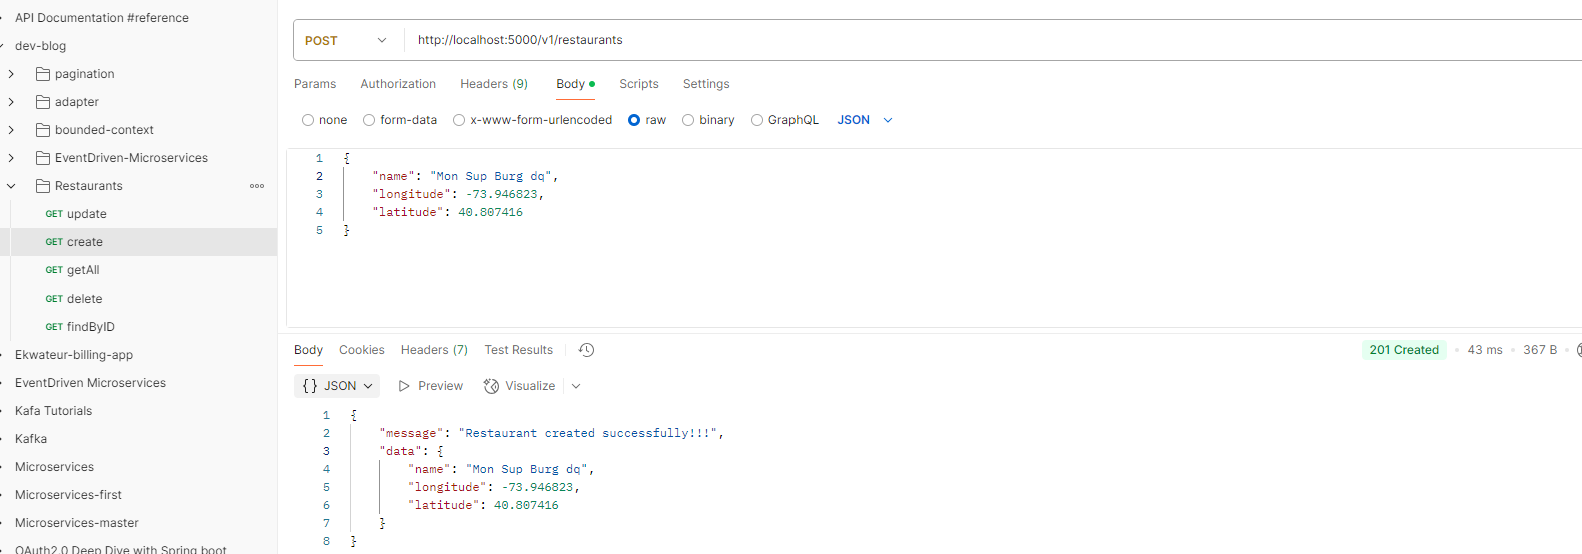 API Documentation #reference
dev-blog
pagination
adapter
bounded-context
EventDriven-Microservices
Restaurants
GET update
GET create
GET getAll
GET delete
GET findByID
Ekwateur-billing-app
EventDriven Microservices
Kafa Tutorials
Kafka
Microservices
Microservices-first
Microservices-master
OAuth2.0 Deep Dive with Spring boot
POST http://localhost:5000/v1/restaurants
Params Authorization Headers (9) Body Scripts Settings
none form-data x-www-form-urlencoded raw binary GraphQL JSON
1 {
2 "name": "Mon Sup Burg dq",
3 "longitude": -73.946823,
4 "latitude": 40.807416
5 }
Body Cookies Headers (7) Test Results 201 Created 43 ms 367 B
{} JSON Preview Visualize
1 {
2 "message": "Restaurant created successfully!!!",
3 "data": {
4 "name": "Mon Sup Burg dq",
5 "longitude": -73.946823,
6 "latitude": 40.807416
7 }
8 }